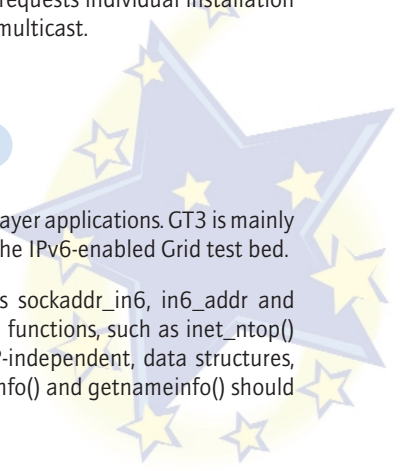 requests individual installation
multicast.
ayer applications. GT3 is mainly
he IPv6-enabled Grid test bed.
s sockaddr_in6, in6_addr and
functions, such as inet_ntop()
-independent, data structures,
nfo() and getnameinfo() should